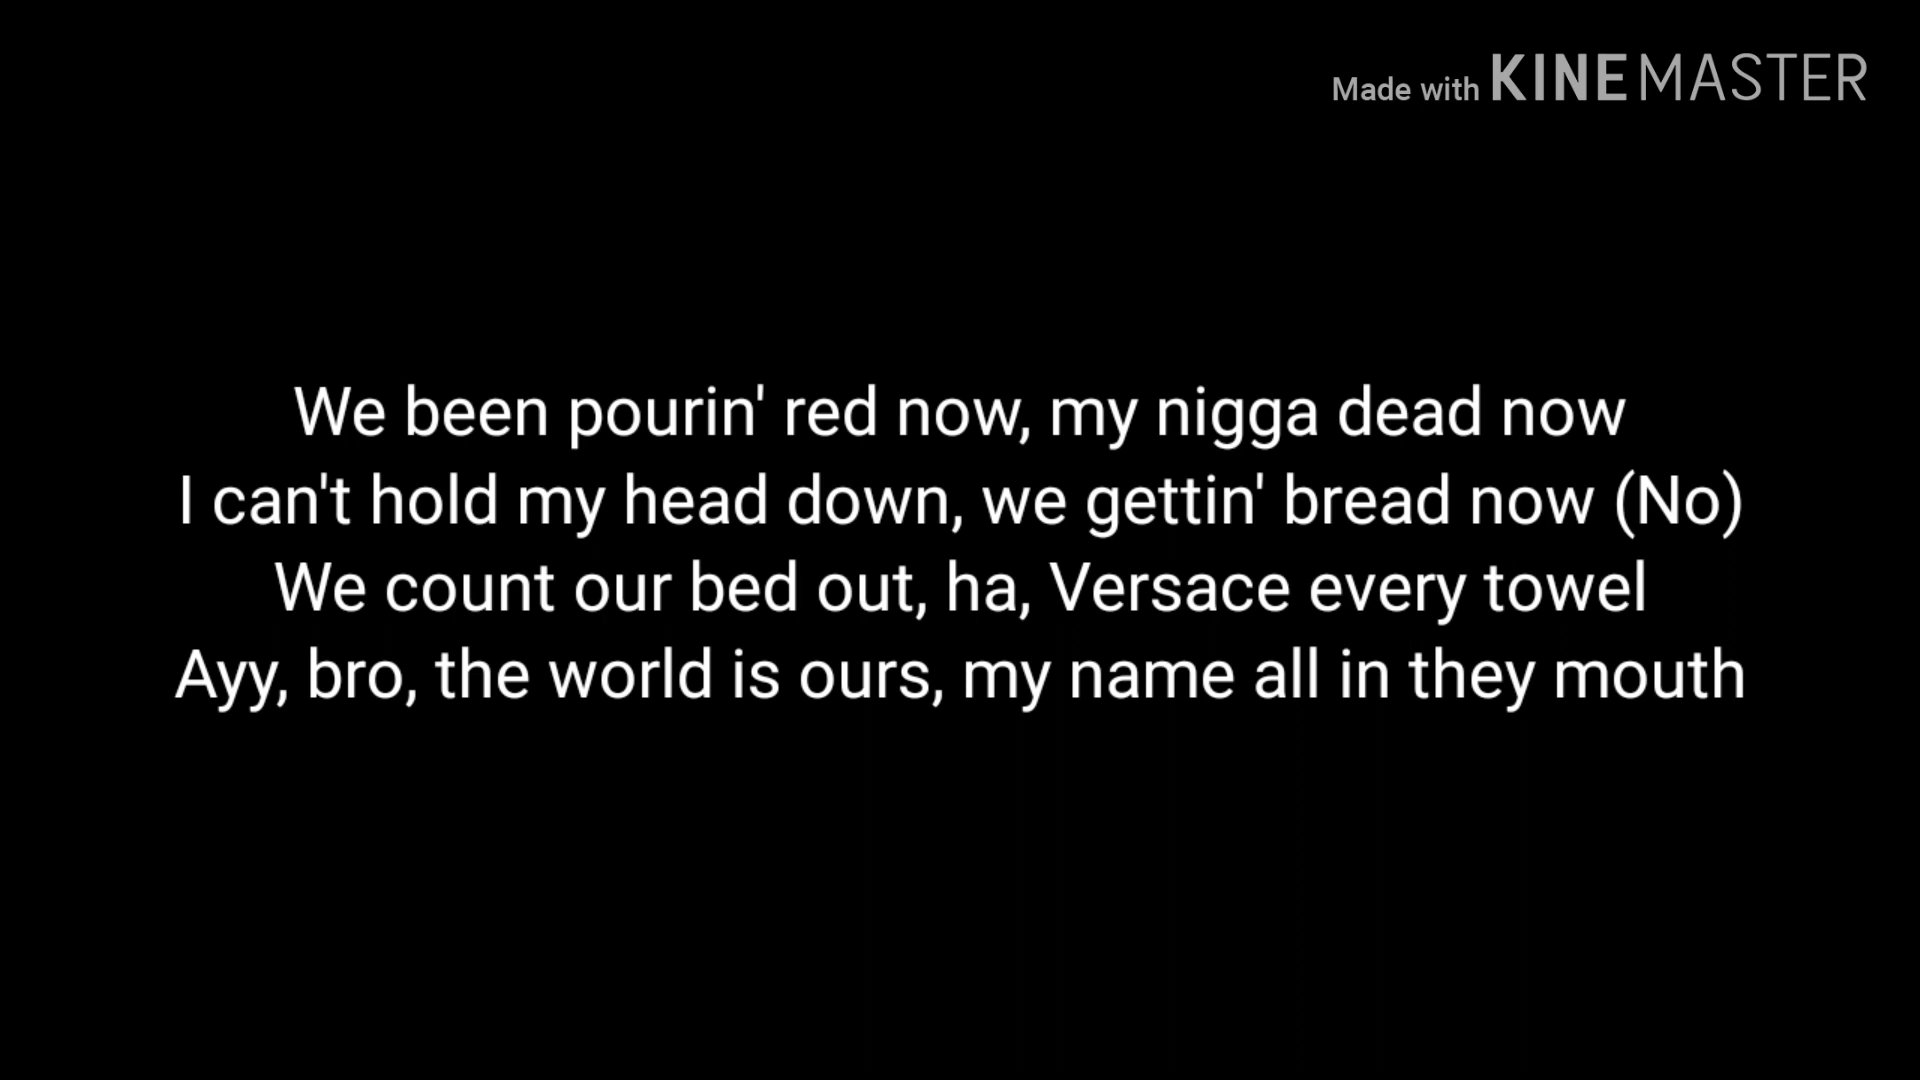 Made with KINEMASTER
We been pourin' red now, my nigga dead now
I can't hold my head down, we gettin' bread now (No)
We count our bed out, ha, Versace every towel
Ayy, bro, the world is ours, my name all in they mouth